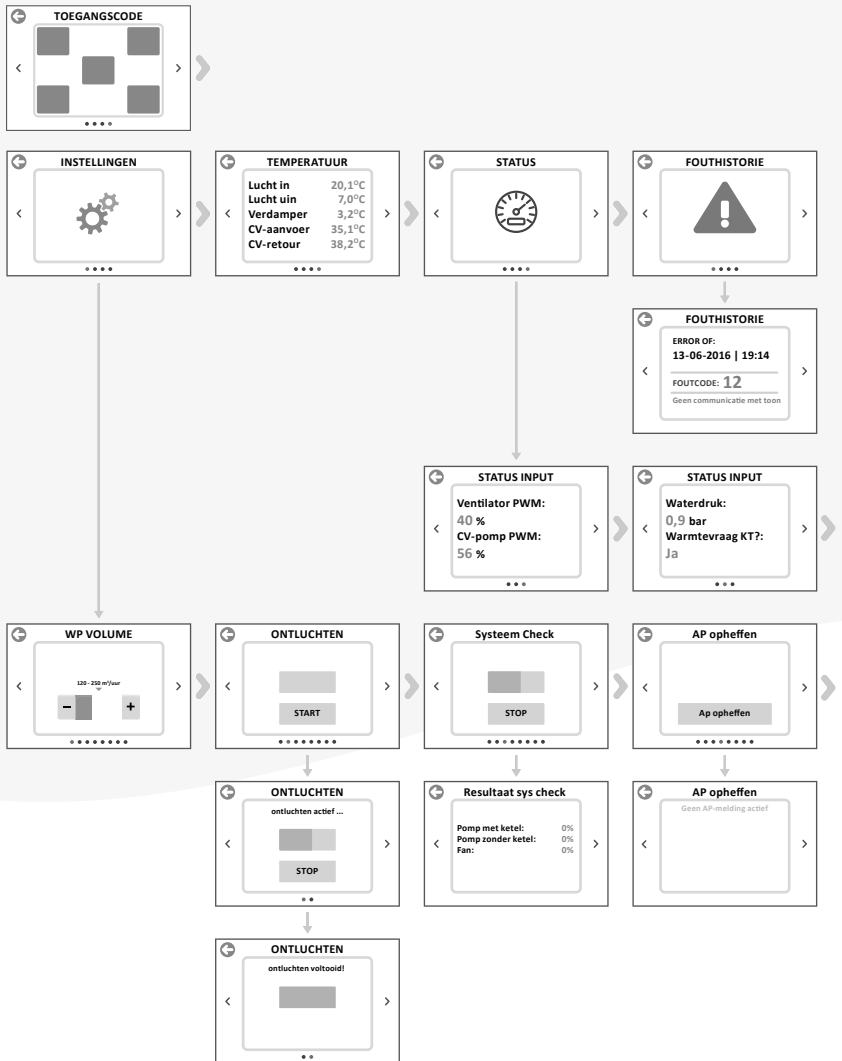 TOEGANGSCODE
INSTELLINGEN
TEMPERATUUR
Lucht in 20,1°C
Lucht uin 7,0°C
Verdamper 3,2°C
CV-aanvoer 35,1°C
CV-retour 38,2°C
STATUS
FOUTHISTORIE
FOUTHISTORIE
ERROR OF:
13-06-2016 | 19:14
FOUTCODE: 12
Geen communicatie met toon
STATUS INPUT
Ventilator PWM:
40 %
CV-pomp PWM:
56 %
STATUS INPUT
Waterdruk:
0,9 bar
Warmtevraag KT?:
Ja
WP VOLUME
120 - 250 m³/uur
− +
ONTLUCHTEN
START
Systeem Check
STOP
AP opheffen
Ap opheffen
ONTLUCHTEN
ontluchten actief ...
STOP
Resultaat sys check
Pomp met ketel: 0%
Pomp zonder ketel: 0%
Fan: 0%
AP opheffen
Geen AP-melding actief
ONTLUCHTEN
ontluchten voltooid!